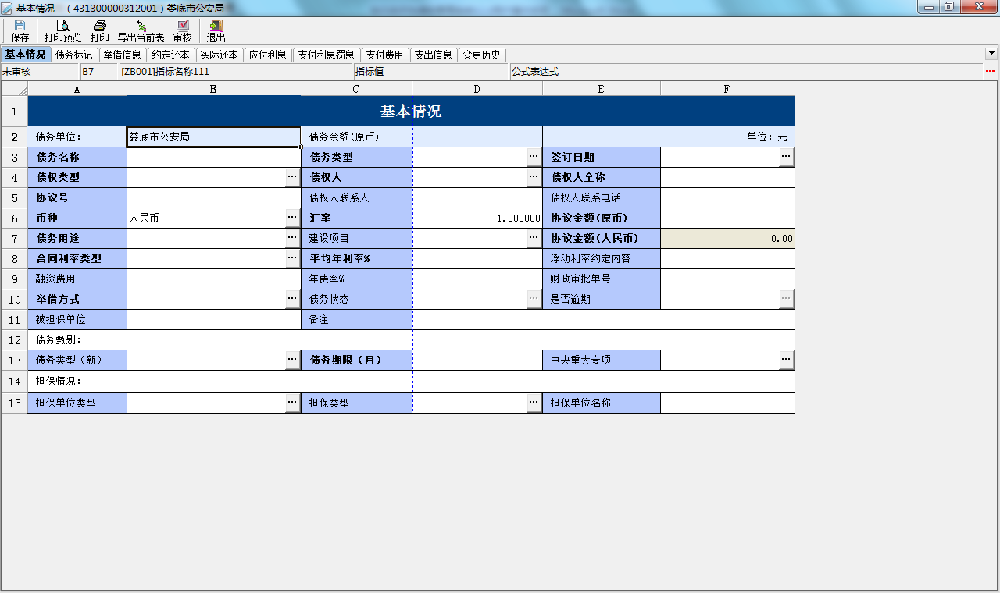 基本情况 - （431300000312001）娄底市公安局
保存 打印预览 打印 导出当前表 审核 退出
基本情况 债务标记 举借信息 约定还本 实际还本 应付利息 支付利息罚息 支付费用 支出信息 变更历史
未审核 B7 [ZB001]指标名称111 指标值 公式表达式
A B C D E F
1 基本情况
2 债务单位： 娄底市公安局 债务余额(原币) 单位：元
3 债务名称 债务类型 ... 签订日期 ...
4 债权类型 ... 债权人 ... 债权人全称
5 协议号 债权人联系人 债权人联系电话
6 币种 人民币 ... 汇率 1.000000 协议金额(原币)
7 债务用途 ... 建设项目 ... 协议金额(人民币) 0.00
8 合同利率类型 ... 平均年利率% 浮动利率约定内容
9 融资费用 年费率% 财政审批单号
10 举借方式 ... 债务状态 ... 是否逾期 ...
11 被担保单位 备注
12 债务甄别：
13 债务类型（新） ... 债务期限（月） 中央重大专项 ...
14 担保情况：
15 担保单位类型 ... 担保类型 ... 担保单位名称